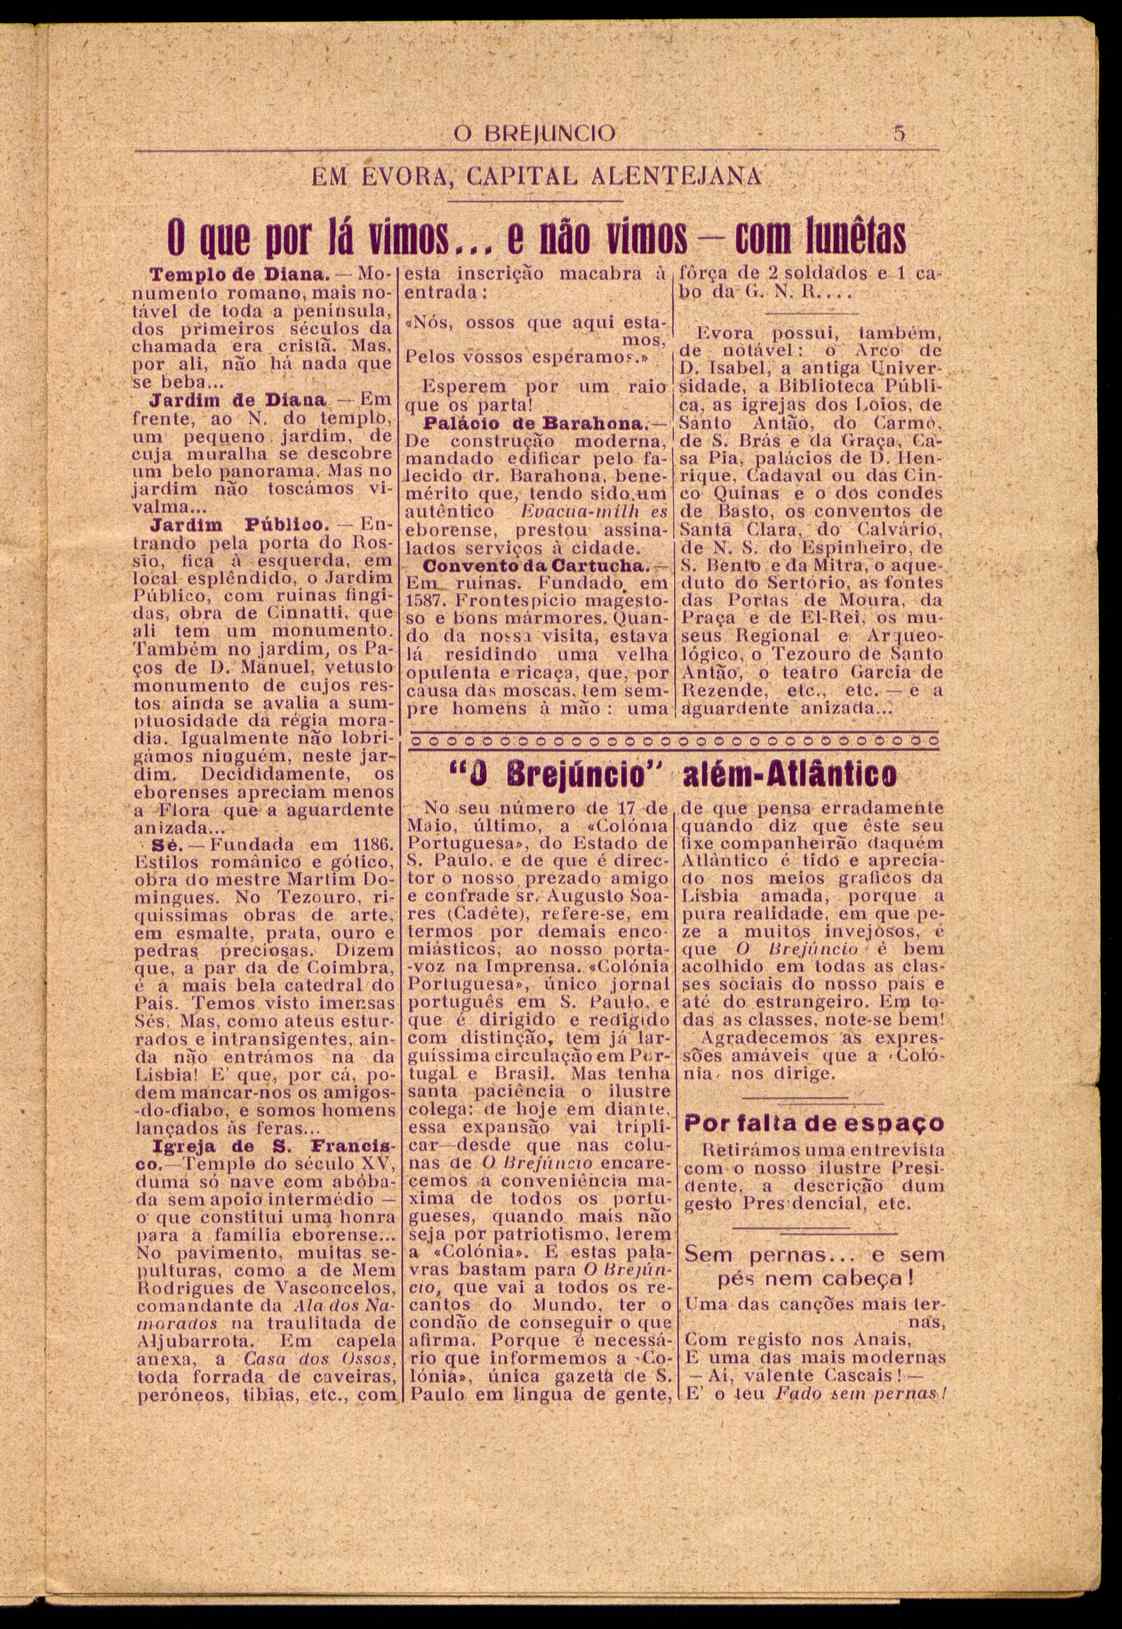 O BREJUNCIO 5
EM EVORA, CAPITAL ALENTEJANA
O que por lá vimos... e não vimos — com lunêtas
Templo de Diana. — Mo-
numento romano, mais no-
tável de toda a peninsula,
dos primeiros séculos da
chamada era cristã. Mas,
por ali, não há nada que
se beba...
Jardim de Diana — Em
frente, ao N. do templo,
um pequeno jardim, de
cuja muralha se descobre
um belo panorama. Mas no
jardim não toscámos vi-
valma...
Jardim Público. — En-
trando pela porta do Ros-
sio, fica à esquerda, em
local esplêndido, o Jardim
Público, com ruinas fingi-
das, obra de Cinnatti, que
ali tem um monumento.
Também no jardim, os Pa-
ços de D. Manuel, vetusto
monumento de cujos res-
tos ainda se avalia a sum-
ptuosidade da régia mora-
dia. Igualmente não lobri-
gámos ninguém, neste jar-
dim. Decididamente, os
eborenses apreciam menos
a Flora que a aguardente
anizada...
Sé. — Fundada em 1186.
Estilos românico e gótico,
obra do mestre Martim Do-
mingues. No Tezouro, ri-
quissimas obras de arte,
em esmalte, prata, ouro e
pedras preciosas. Dizem
que, a par da de Coimbra,
é a mais bela catedral do
País. Temos visto imensas
Sés. Mas, como ateus estur-
rados e intransigentes, ain-
da não entrámos na da
Lisbia! E' que, por cá, po-
dem mancar-nos os amigos-
-do-diabo, e somos homens
lançados às feras...
Igreja de S. Francis-
co. — Templo do século XV,
duma só nave com abóba-
da sem apoio intermédio —
o que constitui uma honra
para a familia eborense...
No pavimento, muitas se-
pulturas, como a de Mem
Rodrigues de Vasconcelos,
comandante da Ala dos Na-
morados na traulitada de
Aljubarrota. Em capela
anexa, a Casa dos Ossos,
toda forrada de caveiras,
peróneos, tibias, etc., com
esta inscrição macabra à
entrada:
«Nós, ossos que aqui esta-
mos,
Pelos vossos esperamos.»
Esperem por um raio
que os parta!
Palácio de Barahona. —
De construção moderna,
mandado edificar pelo fa-
lecido dr. Barahona, bene-
mérito que, tendo sido um
autêntico Evacua-milh es
eborense, prestou assina-
lados serviços à cidade.
Convento da Cartucha. —
Em ruinas. Fundado em
1587. Frontespicio magesto-
so e bons mármores. Quan-
do da nossa visita, estava
lá residindo uma velha
opulenta e ricaça, que, por
causa das moscas, tem sem-
pre homens à mão: uma
fôrça de 2 soldados e 1 ca-
bo da G. N. R....
Evora possui, também,
de notável: o Arco de
D. Isabel, a antiga Univer-
sidade, a Biblioteca Públi-
ca, as igrejas dos Loios, de
Santo Antão, do Carmo,
de S. Brás e da Graça, Ca-
sa Pia, palácios de D. Hen-
rique, Cadaval ou das Cin-
co Quinas e o dos condes
de Basto, os conventos de
Santa Clara, do Calvário,
de N. S. do Espinheiro, de
S. Bento e da Mitra, o aque-
duto do Sertório, as fontes
das Portas de Moura, da
Praça e de El-Rei, os mu-
seus Regional e Arqueo-
lógico, o Tezouro de Santo
Antão, o teatro Garcia de
Rezende, etc., etc. — e a
aguardente anizada...
"O Brejúncio" além-Atlântico
No seu número de 17 de
Maio, último, a «Colónia
Portuguesa», do Estado de
S. Paulo, e de que é direc-
tor o nosso prezado amigo
e confrade sr. Augusto Soa-
res (Cadéte), refere-se, em
termos por demais enco-
miásticos, ao nosso porta-
-voz na Imprensa. «Colónia
Portuguesa», único jornal
português em S. Paulo, e
que é dirigido e redigido
com distinção, tem já lar-
guissima circulação em Por-
tugal e Brasil. Mas tenha
santa paciência o ilustre
colega: de hoje em diante,
essa expansão vai tripli-
car—desde que nas colu-
nas de O Brejúncio encare-
cemos a conveniência ma-
xima de todos os portu-
gueses, quando mais não
seja por patriotismo, lerem
a «Colónia». E estas pala-
vras bastam para O Brejún-
cio, que vai a todos os re-
cantos do Mundo, ter o
condão de conseguir o que
afirma. Porque é necessá-
rio que informemos a «Co-
lónia», única gazeta de S.
Paulo em lingua de gente,
de que pensa erradamente
quando diz que êste seu
fixe companheirão daquém
Atlântico é tido e aprecia-
do nos meios graficos da
Lisbia amada, porque a
pura realidade, em que pe-
ze a muitos invejosos, é
que O Brejúncio é bem
acolhido em todas as clas-
ses sociais do nosso país e
até do estrangeiro. Em to-
das as classes, note-se bem!
Agradecemos as expres-
sões amáveis que a «Coló-
nia» nos dirige.
Por falta de espaço
Retirámos uma entrevista
com o nosso ilustre Presi-
dente, a descrição dum
gesto Presidencial, etc.
Sem pernas... e sem
pés nem cabeça!
Uma das canções mais ter-
nas,
Com registo nos Anais,
E uma das mais modernas
— Ai, valente Cascais! —
E' o teu Fado sem pernas!